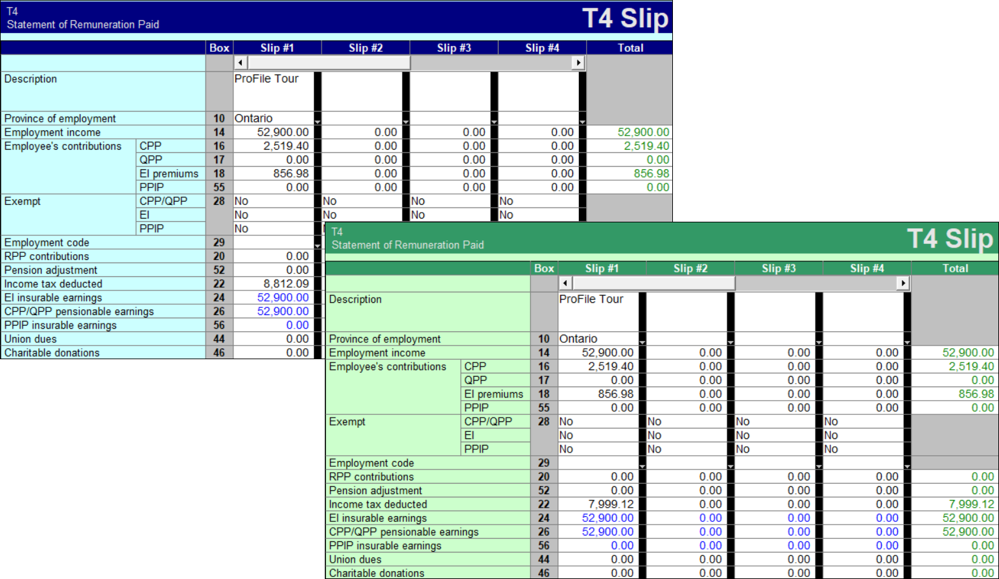 T4
Statement of Remuneration Paid
T4 Slip
Box Slip #1 Slip #2 Slip #3 Slip #4 Total
Description ProFile Tour
Province of employment 10 Ontario
Employment income 14 52,900.00 0.00 0.00 0.00 52,900.00
Employee's contributions CPP 16 2,519.40 0.00 0.00 0.00 2,519.40
QPP 17 0.00 0.00 0.00 0.00 0.00
EI premiums 18 856.98 0.00 0.00 0.00 856.98
PPIP 55 0.00 0.00 0.00 0.00 0.00
Exempt CPP/QPP 28 No No No No
EI No No No No
PPIP No
Employment code 29
RPP contributions 20 0.00
Pension adjustment 52 0.00
Income tax deducted 22 8,812.09
EI insurable earnings 24 52,900.00
CPP/QPP pensionable earnings 26 52,900.00
PPIP insurable earnings 56 0.00
Union dues 44 0.00
Charitable donations 46 0.00
T4
Statement of Remuneration Paid
T4 Slip
Box Slip #1 Slip #2 Slip #3 Slip #4 Total
Description ProFile Tour
Province of employment 10 Ontario
Employment income 14 52,900.00 0.00 0.00 0.00 52,900.00
Employee's contributions CPP 16 2,519.40 0.00 0.00 0.00 2,519.40
QPP 17 0.00 0.00 0.00 0.00 0.00
EI premiums 18 856.98 0.00 0.00 0.00 856.98
PPIP 55 0.00 0.00 0.00 0.00 0.00
Exempt CPP/QPP 28 No No No No
EI No No No No
PPIP No No No No
Employment code 29
RPP contributions 20 0.00 0.00 0.00 0.00 0.00
Pension adjustment 52 0.00 0.00 0.00 0.00 0.00
Income tax deducted 22 7,999.12 0.00 0.00 0.00 7,999.12
EI insurable earnings 24 52,900.00 0.00 0.00 0.00 52,900.00
CPP/QPP pensionable earnings 26 52,900.00 0.00 0.00 0.00 52,900.00
PPIP insurable earnings 56 0.00 0.00 0.00 0.00 0.00
Union dues 44 0.00 0.00 0.00 0.00 0.00
Charitable donations 46 0.00 0.00 0.00 0.00 0.00